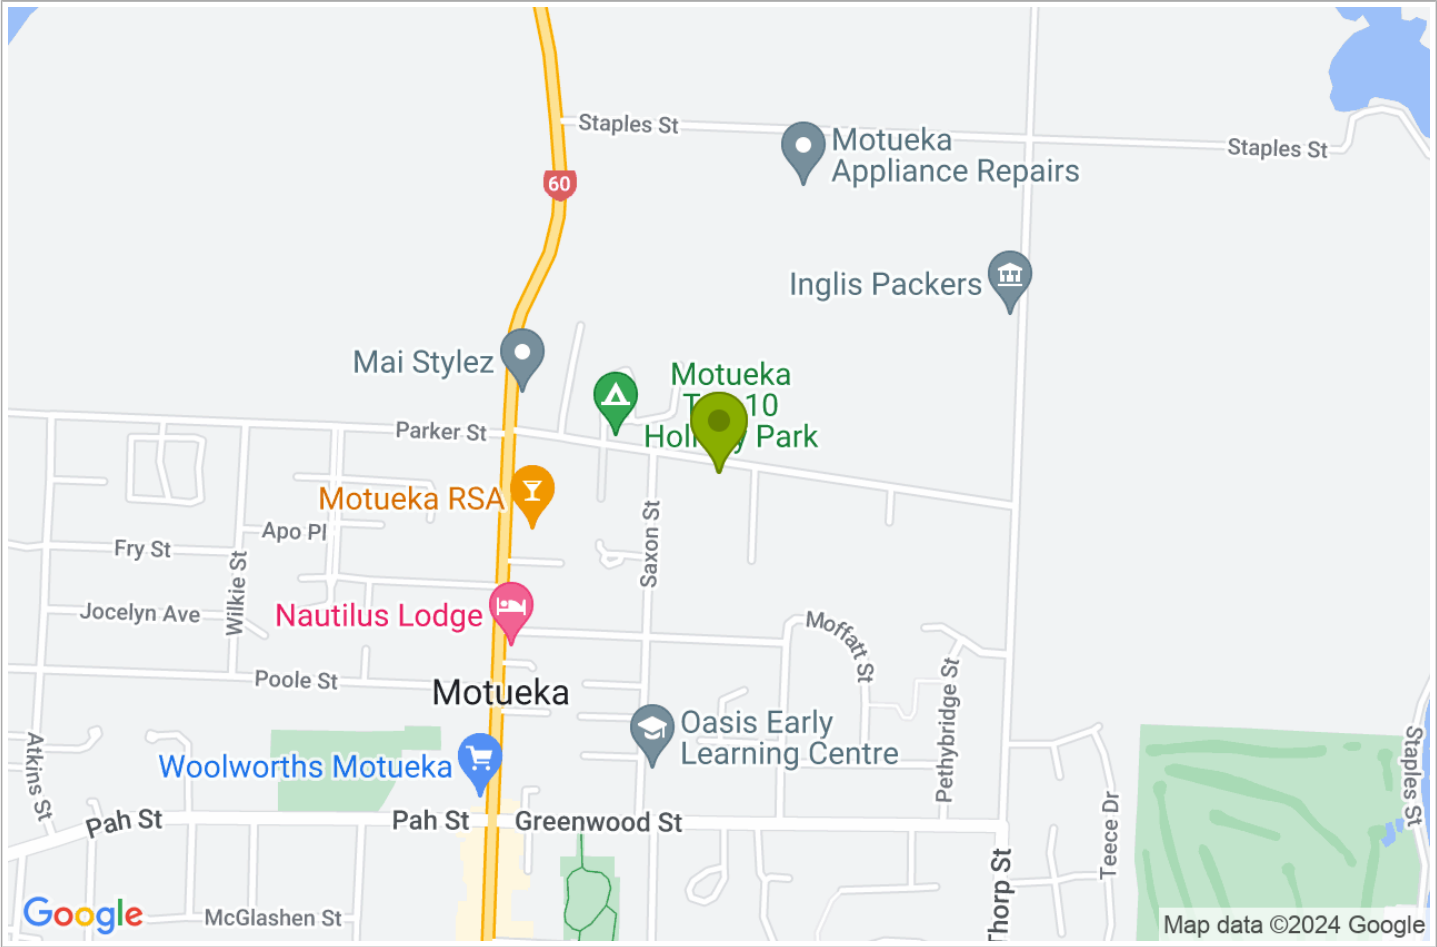 Staples St
Motueka
Appliance Repairs
Staples St
60
Inglis Packers
Mai Stylez
Motueka
T 10
Holi y Park
Parker St
Motueka RSA
Saxon St
Apo Pl
Fry St
Wilkie St
Jocelyn Ave
Nautilus Lodge
Moffatt St
Poole St
Motueka
Pethybridge St
Oasis Early
Learning Centre
Atkins St
Woolworths Motueka
Staples St
Teece Dr
Pah St
Pah St
Greenwood St
Thorp St
Google
McGlashen St
Map data ©2024 Google